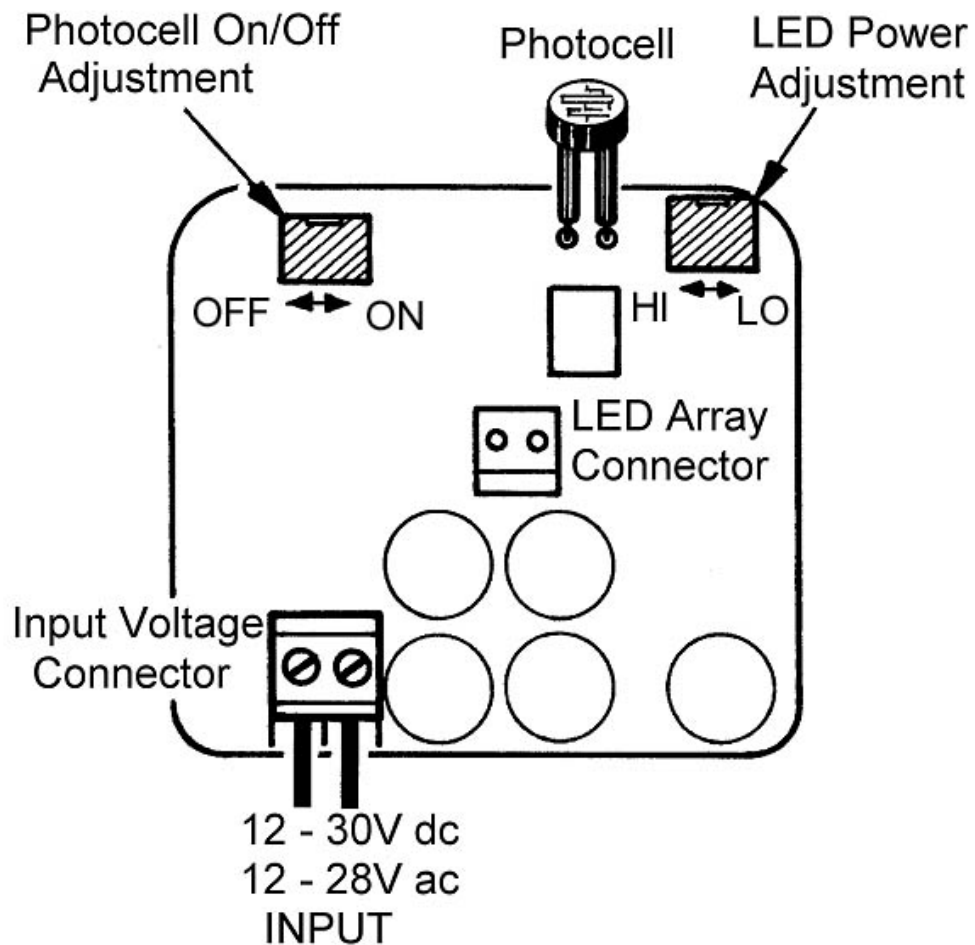 Photocell On/Off
Adjustment
Photocell
LED Power
Adjustment
OFF
ON
HI
LO
LED Array
Connector
Input Voltage
Connector
12 - 30V dc
12 - 28V ac
INPUT